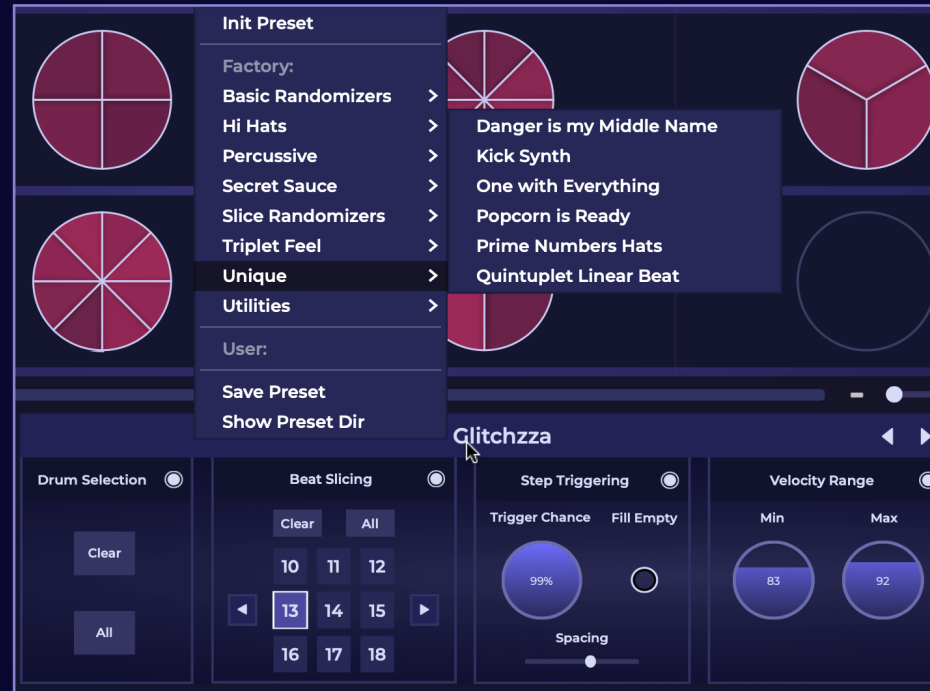 Init Preset
Factory:
Basic Randomizers
Hi Hats
Percussive
Secret Sauce
Slice Randomizers
Triplet Feel
Unique
Utilities
User:
Save Preset
Show Preset Dir
Danger is my Middle Name
Kick Synth
One with Everything
Popcorn is Ready
Prime Numbers Hats
Quintuplet Linear Beat
Glitchzza
Drum Selection
Clear
All
Beat Slicing
Clear All
10 11 12
13 14 15
16 17 18
Step Triggering
Trigger Chance Fill Empty
99%
Spacing
Velocity Range
Min Max
83 92